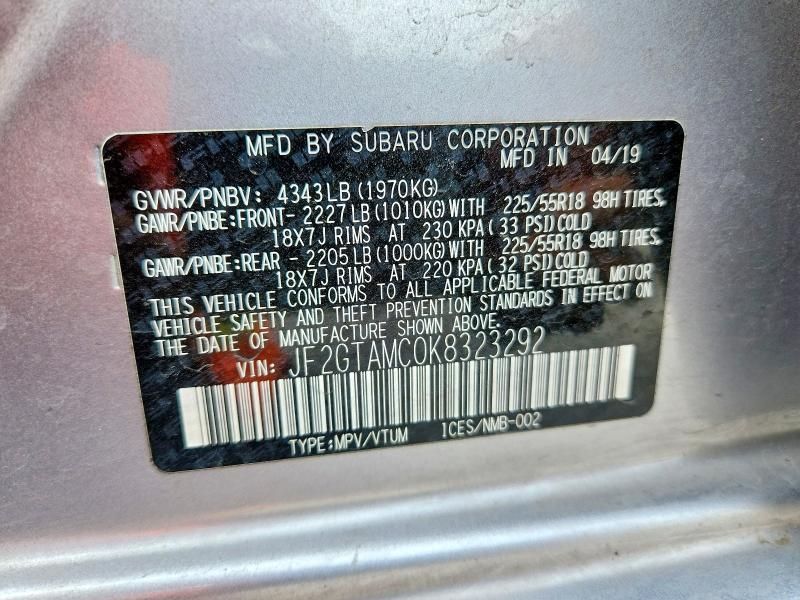 MFD BY SUBARU CORPORATION
MFD IN 04/19
GVWR/PNBV: 4343LB (1970KG)
GAWR/PNBE:FRONT- 2227LB(1010KG)WITH 225/55R18 98H TIRES,
18X7J RIMS AT 230 KPA( 33 PSI)COLD
GAWR/PNBE:REAR - 2205LB(1000KG)WITH 225/55R18 98H TIRES,
18X7J RIMS AT 220 KPA( 32 PSI)COLD
THIS VEHICLE CONFORMS TO ALL APPLICABLE FEDERAL MOTOR
VEHICLE SAFETY AND THEFT PREVENTION STANDARDS IN EFFECT ON
THE DATE OF MANUFACTURE SHOWN ABOVE.
VIN: JF2GTAMC0K8323292
TYPE:MPV/VTUM ICES/NMB-002